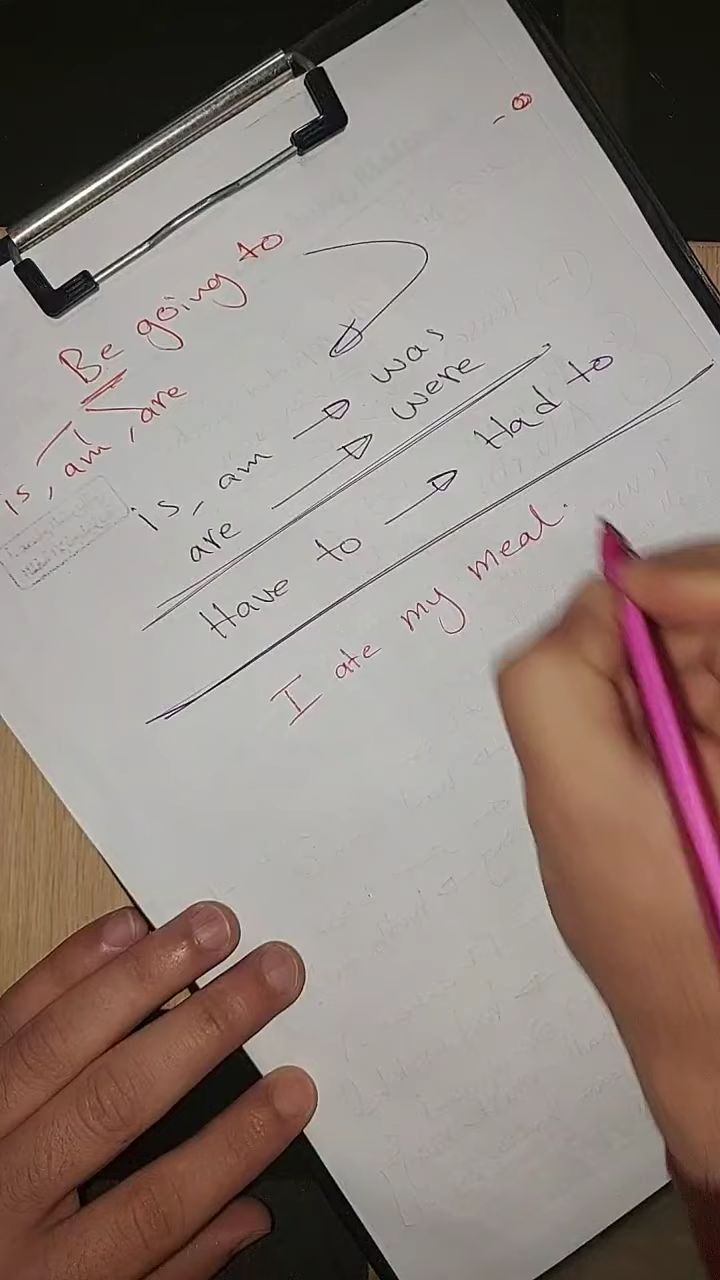 Be going to
is, am, are
is, am → was
are → were
Have to → Had to
I ate my meal.